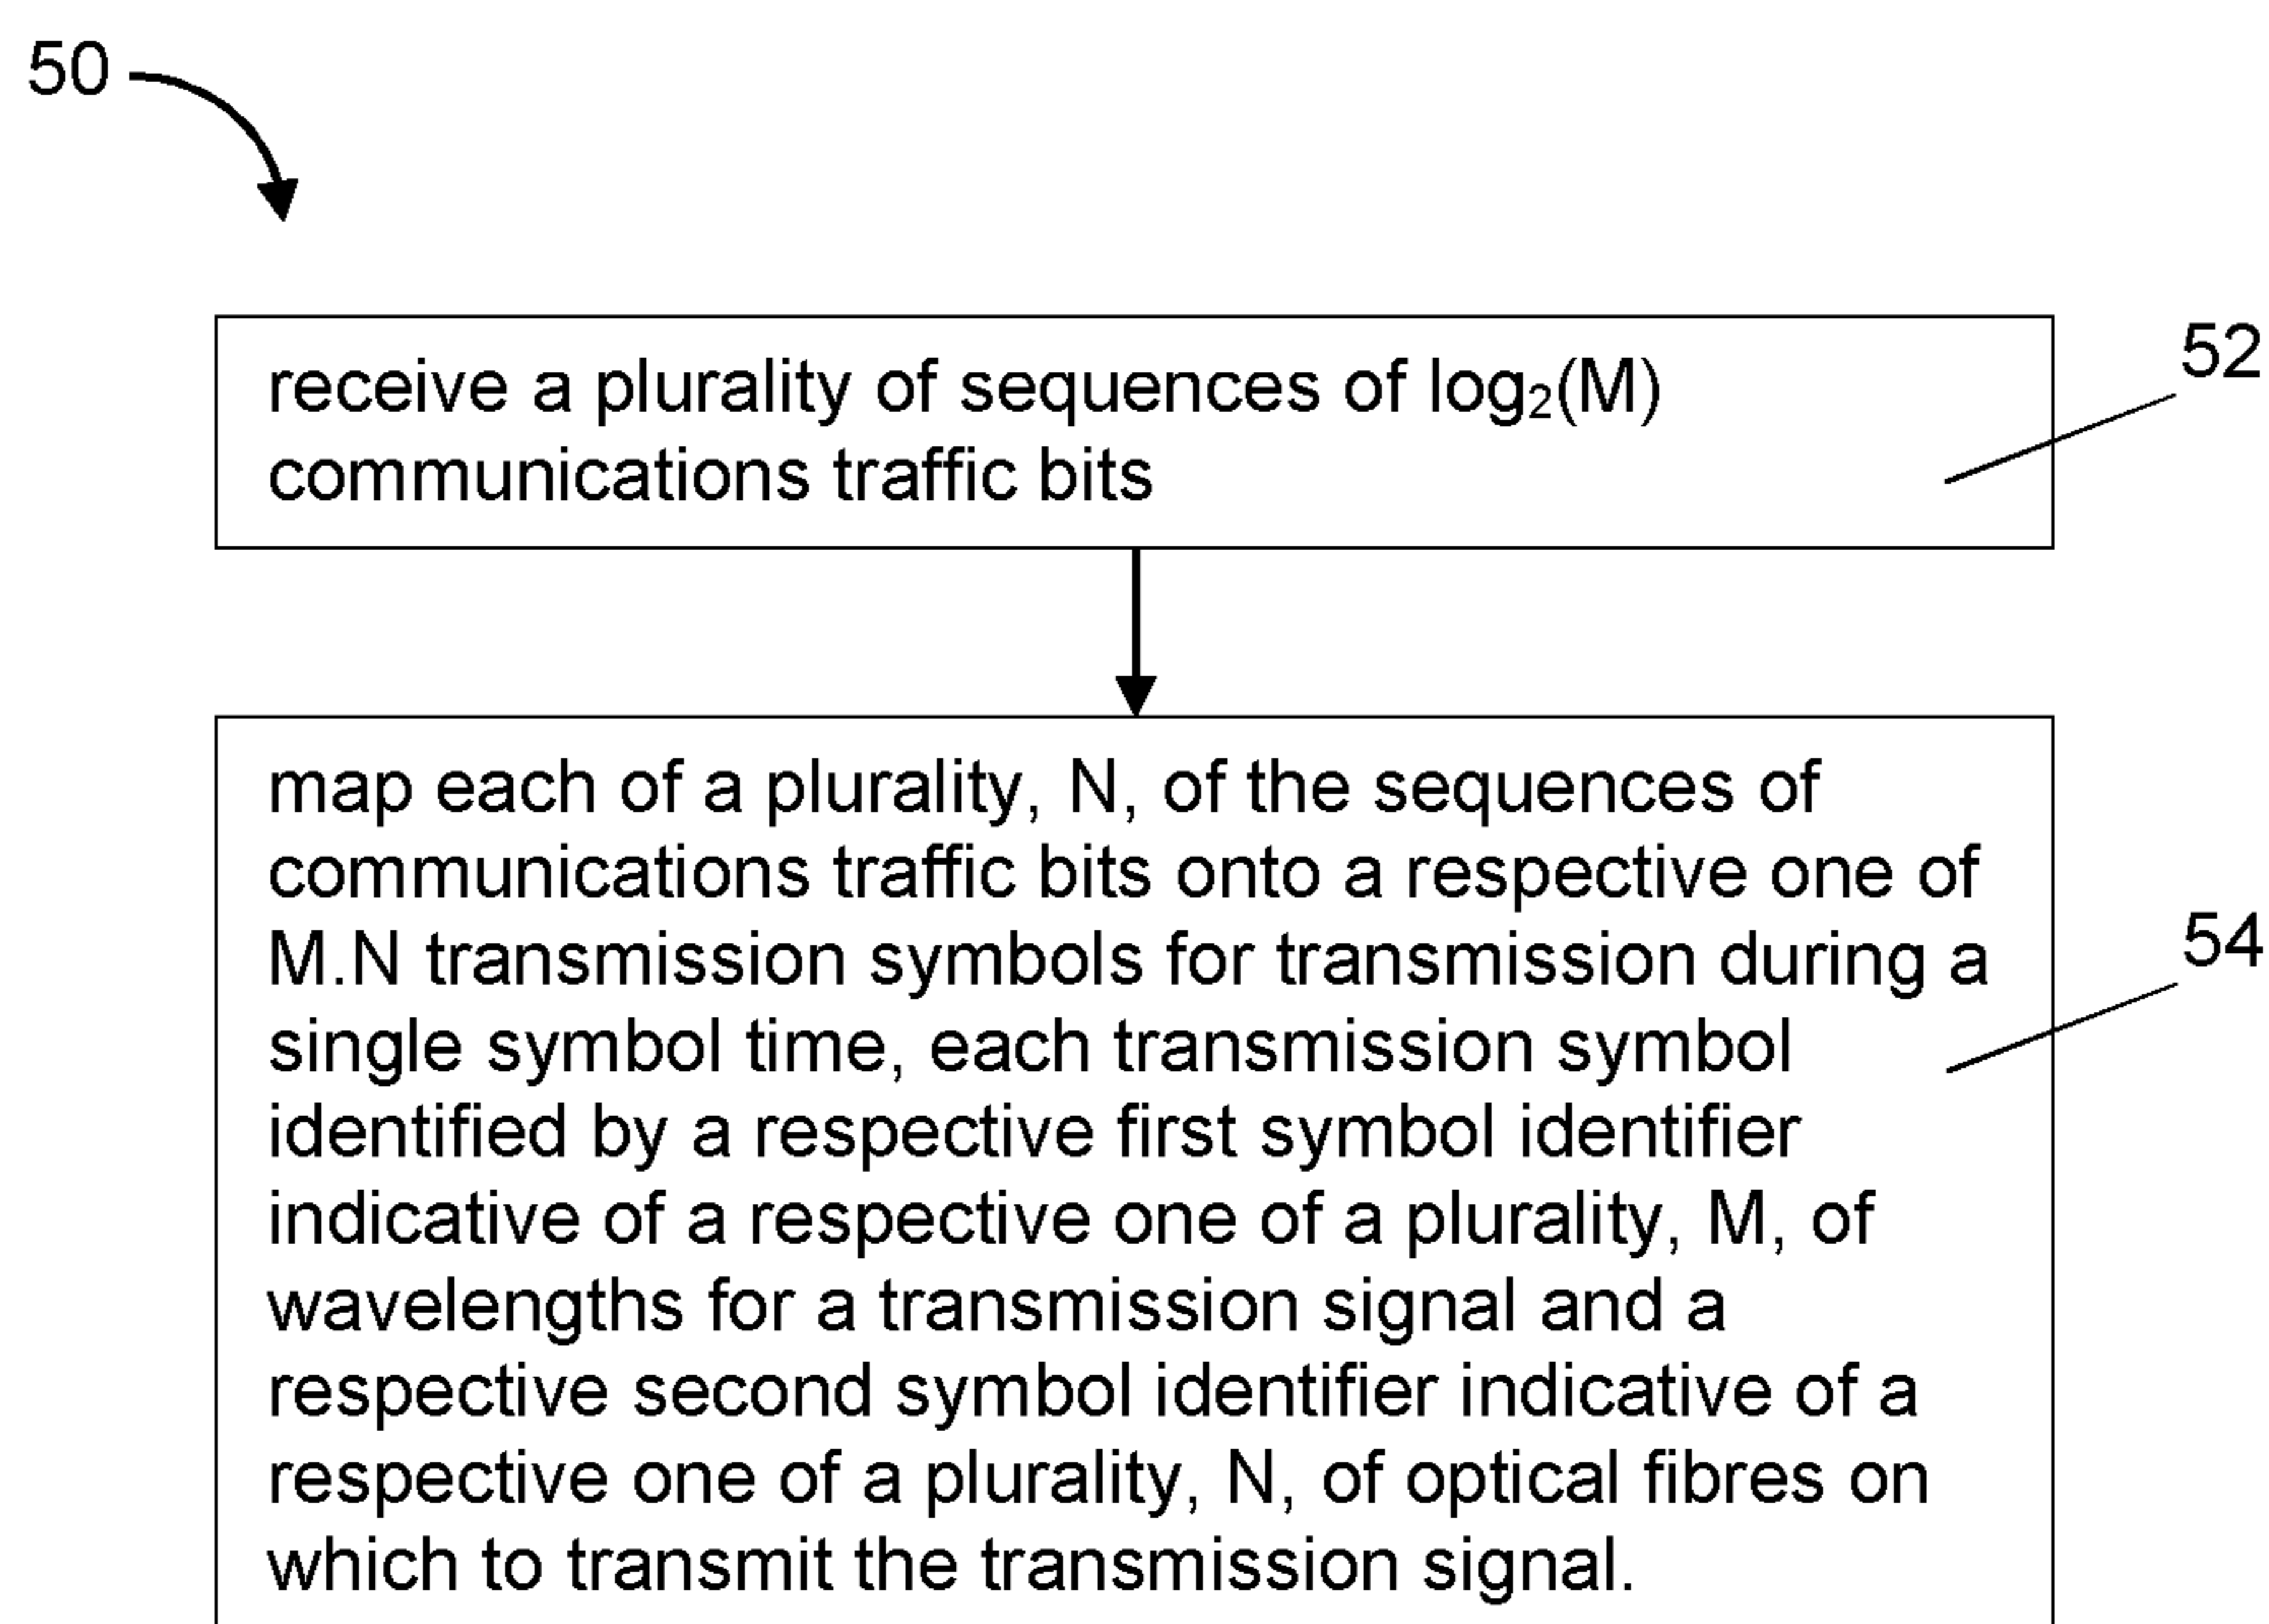 50
receive a plurality of sequences of log₂(M)
communications traffic bits
52
map each of a plurality, N, of the sequences of
communications traffic bits onto a respective one of
M.N transmission symbols for transmission during a
single symbol time, each transmission symbol
identified by a respective first symbol identifier
indicative of a respective one of a plurality, M, of
wavelengths for a transmission signal and a
respective second symbol identifier indicative of a
respective one of a plurality, N, of optical fibres on
which to transmit the transmission signal.
54